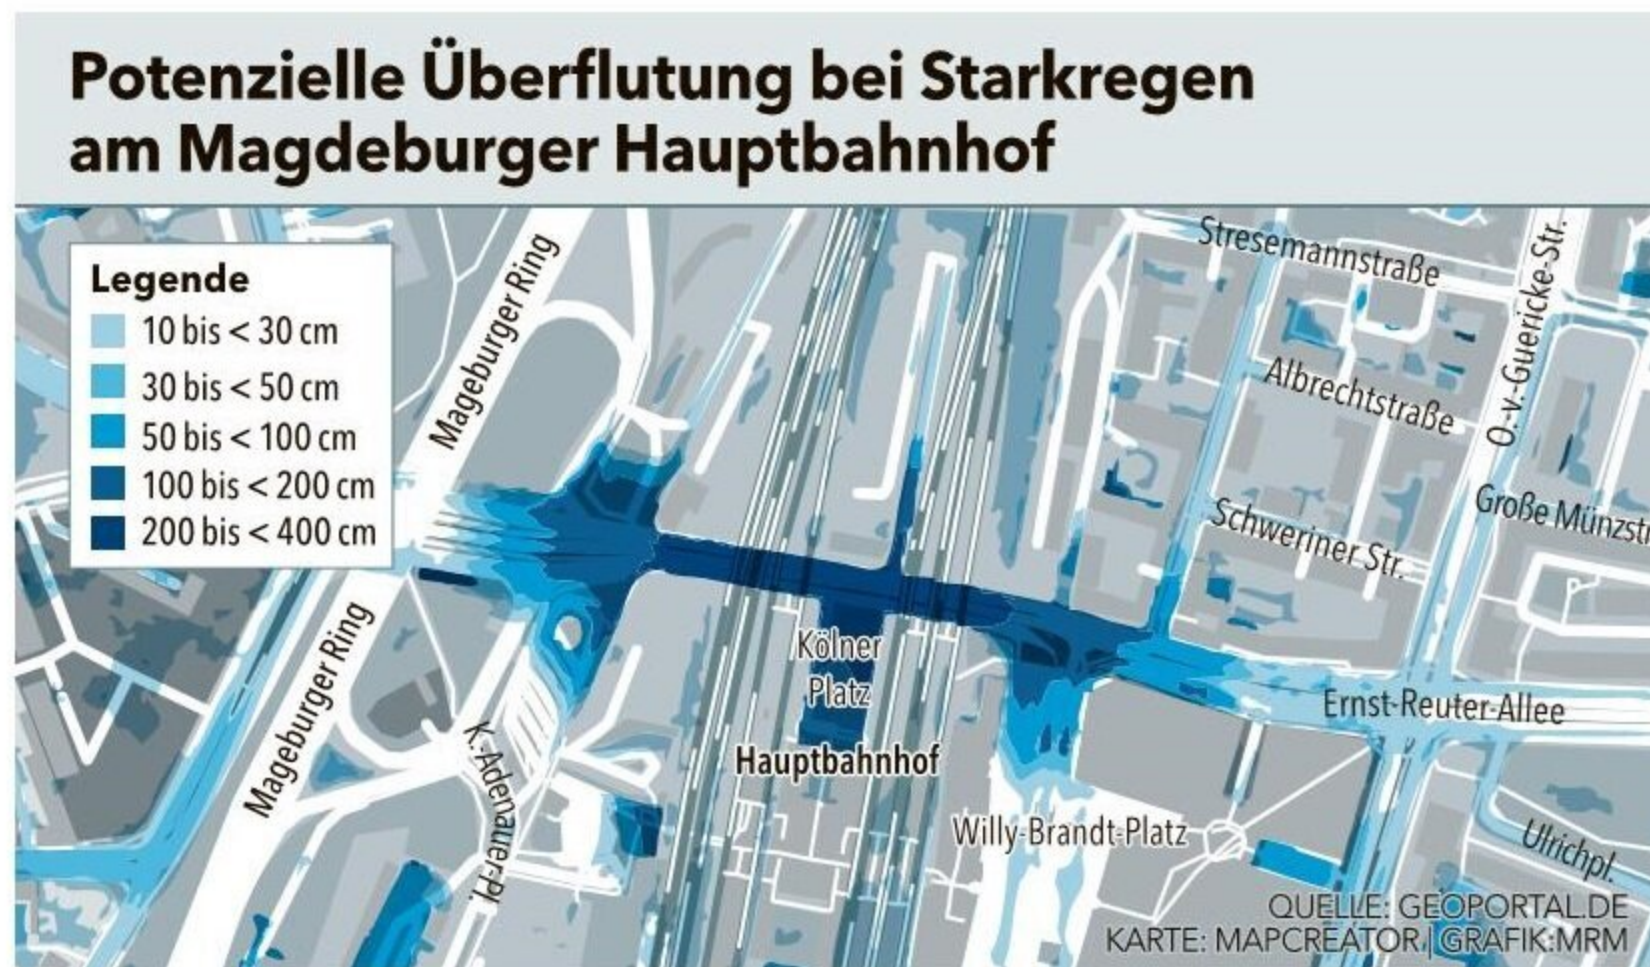 Potenzielle Überflutung bei Starkregen
am Magdeburger Hauptbahnhof
Legende
10 bis < 30 cm
30 bis < 50 cm
50 bis < 100 cm
100 bis < 200 cm
200 bis < 400 cm
Mageburger Ring
Stresemannstraße
O.-v.-Guericke-Str.
Albrechtstraße
Große Münzstr
Schweriner Str.
Mageburger Ring
Kölner
Platz
Ernst-Reuter-Allee
K.-Adenauer-Pl.
Hauptbahnhof
Willy-Brandt-Platz
Ulrichpl.
QUELLE: GEOPORTAL.DE
KARTE: MAPCREATOR | GRAFIK:MRM